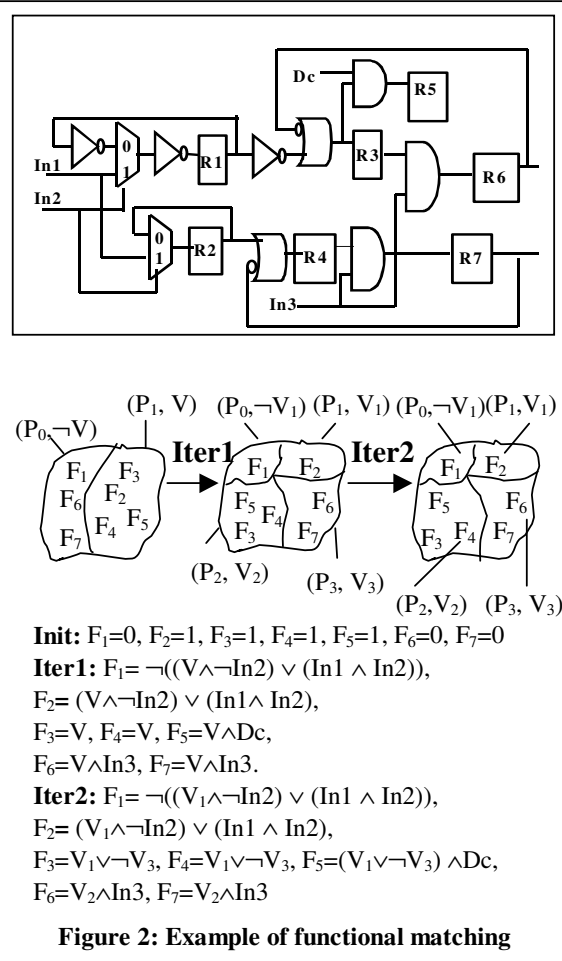 Dc
R5
In1
0
1
R1
R3
R6
In2
0
1
R2
R4
R7
In3
(P₀,¬V)
(P₁, V)
(P₀,¬V₁)
(P₁, V₁)
(P₀,¬V₁)
(P₁,V₁)
Iter1
Iter2
F₁
F₃
F₆
F₂
F₄
F₅
F₇
F₁
F₂
F₅
F₄
F₆
F₃
F₇
F₁
F₂
F₅
F₆
F₃
F₄
F₇
(P₂, V₂)
(P₃, V₃)
(P₂,V₂)
(P₃, V₃)
Init: F₁=0, F₂=1, F₃=1, F₄=1, F₅=1, F₆=0, F₇=0
Iter1: F₁= ¬((V∧¬In2) ∨ (In1 ∧ In2)),
F₂= (V∧¬In2) ∨ (In1∧ In2),
F₃=V, F₄=V, F₅=V∧Dc,
F₆=V∧In3, F₇=V∧In3.
Iter2: F₁= ¬((V₁∧¬In2) ∨ (In1 ∧ In2)),
F₂= (V₁∧¬In2) ∨ (In1 ∧ In2),
F₃=V₁∨¬V₃, F₄=V₁∨¬V₃, F₅=(V₁∨¬V₃) ∧Dc,
F₆=V₂∧In3, F₇=V₂∧In3
Figure 2: Example of functional matching